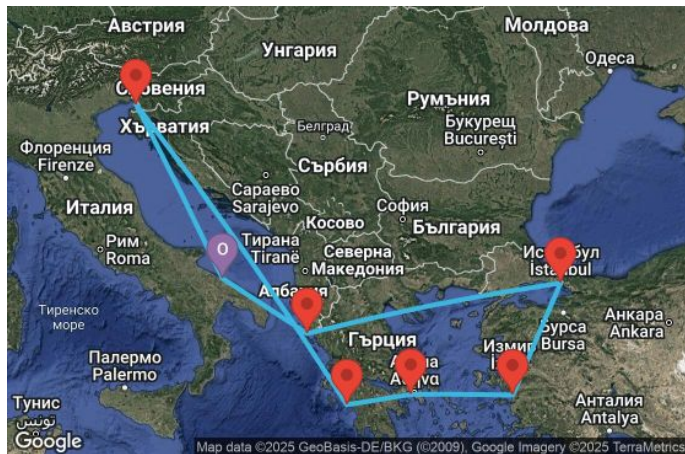 Австрия
Молдова
Унгария
Одеса
Словения
Румъния
Хърватия
Белград
Букурещ
București
Флоренция
Firenze
Сърбия
Сараево
Sarajevo
Италия
София
Косово
България
Рим
Roma
Тирана
Tiranë
Северна
Македония
O
Истанбул
İstanbul
Албания
Анкара
Ankara
Тиренско
море
Бурса
Bursa
Гърция
Измир
Палермо
Palermo
Тунис
تونس
Анталия
Antalya
Google
Map data ©2025 GeoBasis-DE/BKG (©2009), Google Imagery ©2025 TerraMetrics